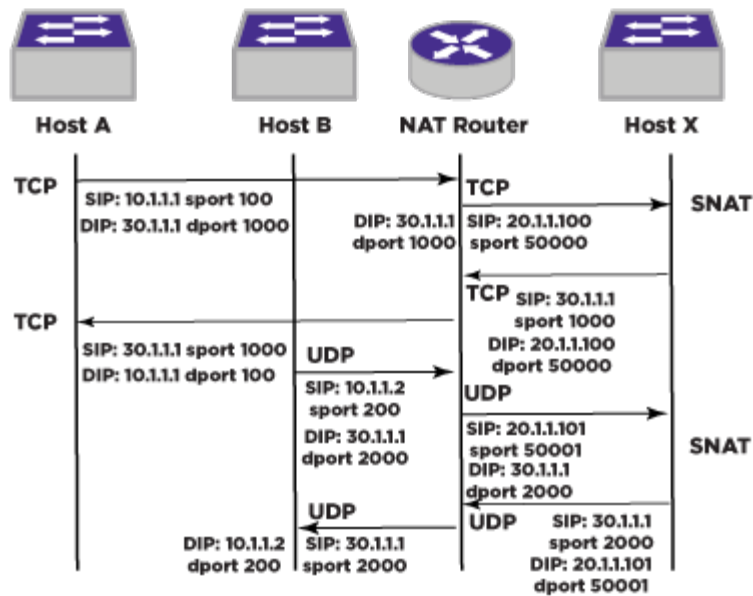 Host A
Host B
NAT Router
Host X
TCP
SIP: 10.1.1.1 sport 100
DIP: 30.1.1.1 dport 1000
TCP
DIP: 30.1.1.1
dport 1000
SIP: 20.1.1.100
sport 50000
SNAT
TCP
SIP: 30.1.1.1
sport 1000
DIP: 20.1.1.100
dport 50000
TCP
SIP: 30.1.1.1 sport 1000
DIP: 10.1.1.1 dport 100
UDP
SIP: 10.1.1.2
sport 200
DIP: 30.1.1.1
dport 2000
UDP
SIP: 20.1.1.101
sport 50001
DIP: 30.1.1.1
dport 2000
SNAT
UDP
SIP: 30.1.1.1
sport 2000
DIP: 20.1.1.101
dport 50001
UDP
DIP: 10.1.1.2
dport 200
SIP: 30.1.1.1
sport 2000